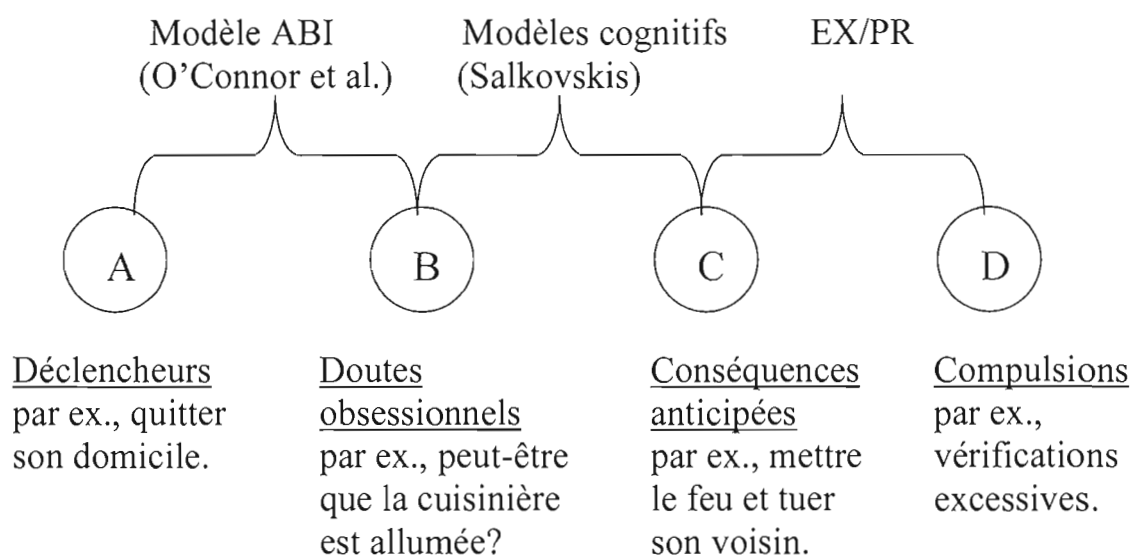 Modèle ABI
(O'Connor et al.)
Modèles cognitifs
(Salkovskis)
EX/PR
A
B
C
D
Déclencheurs
par ex., quitter
son domicile.
Doutes
obsessionnels
par ex., peut-être
que la cuisinière
est allumée?
Conséquences
anticipées
par ex., mettre
le feu et tuer
son voisin.
Compulsions
par ex.,
vérifications
excessives.